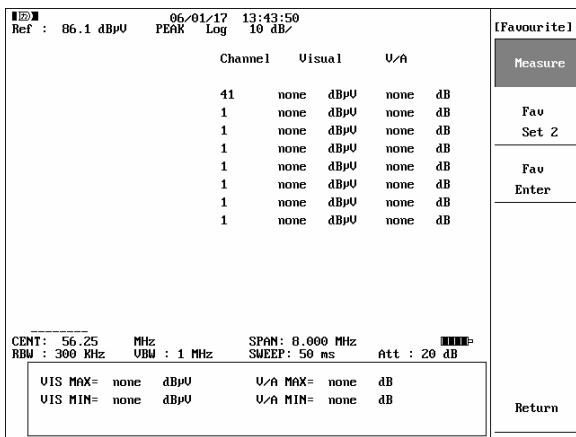 06/01/17 13:43:50
Ref : 86.1 dBµV PEAK Log 10 dB/
[Favourite]
Channel Visual V/A
Measure
41 none dBµV none dB
1 none dBµV none dB
1 none dBµV none dB
1 none dBµV none dB
1 none dBµV none dB
1 none dBµV none dB
1 none dBµV none dB
1 none dBµV none dB
Fav
Set 2
Fav
Enter
CENT: 56.25 MHz SPAN: 8.000 MHz
RBW : 300 KHz VBW : 1 MHz SWEEP: 50 ms Att : 20 dB
VIS MAX= none dBµV V/A MAX= none dB
VIS MIN= none dBµV V/A MIN= none dB
Return